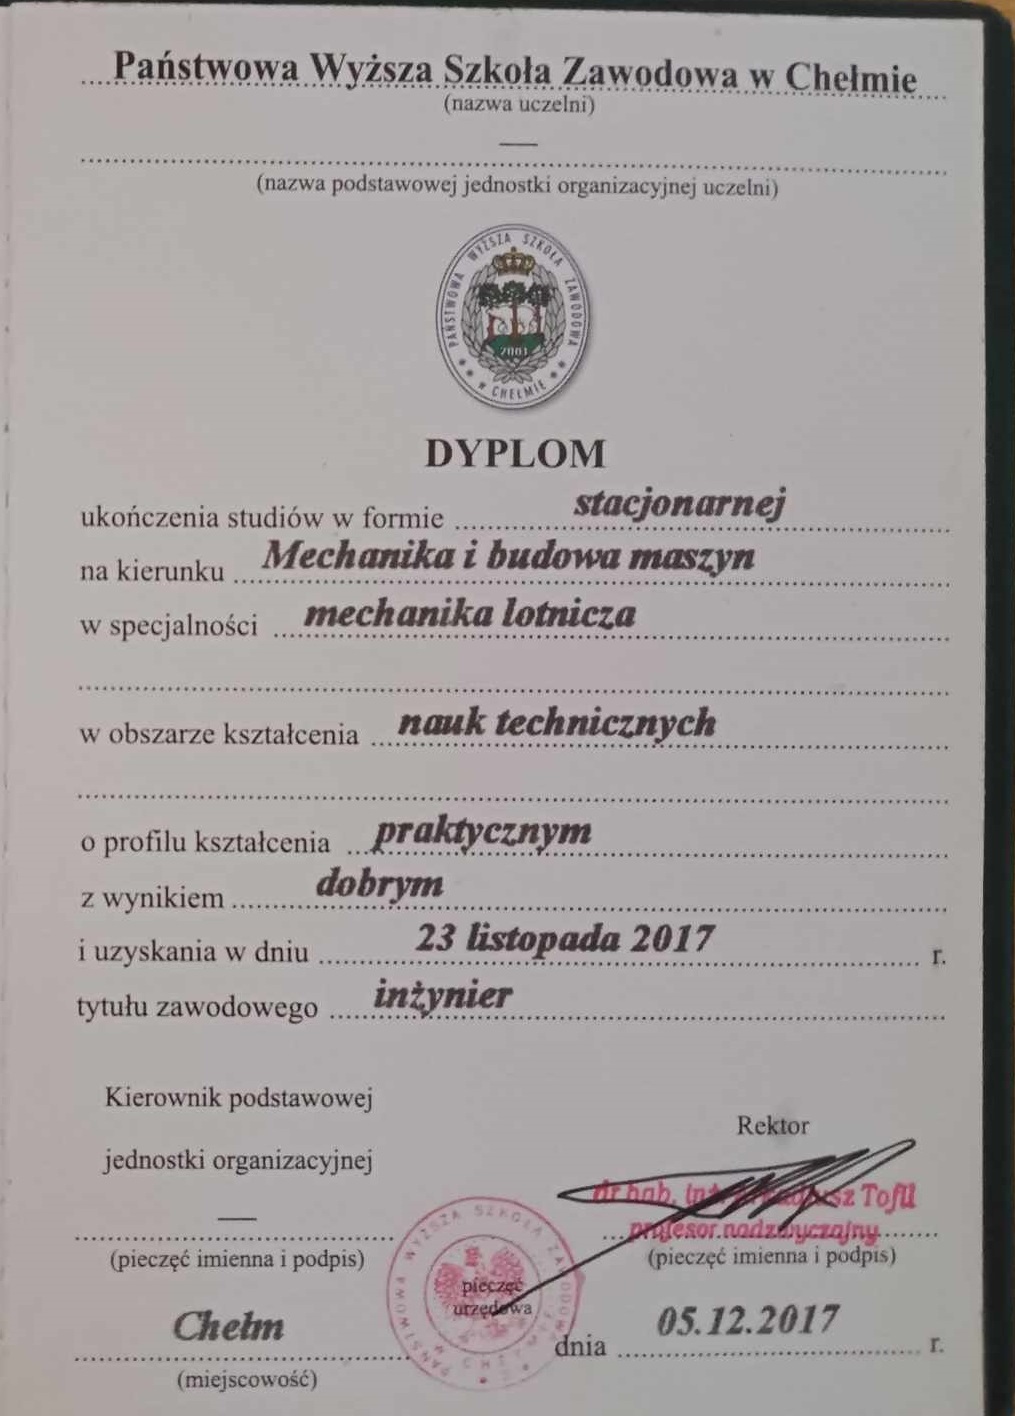 Państwowa Wyższa Szkoła Zawodowa w Chełmie
(nazwa uczelni)
—
(nazwa podstawowej jednostki organizacyjnej uczelni)
PAŃSTWOWA WYŻSZA SZKOŁA ZAWODOWA
2001
W CHEŁMIE
DYPLOM
ukończenia studiów w formie stacjonarnej
na kierunku Mechanika i budowa maszyn
w specjalności mechanika lotnicza
w obszarze kształcenia nauk technicznych
o profilu kształcenia praktycznym
z wynikiem dobrym
i uzyskania w dniu 23 listopada 2017 r.
tytułu zawodowego inżynier
Kierownik podstawowej
jednostki organizacyjnej
—
(pieczęć imienna i podpis)
Rektor
dr hab. inż. Arkadiusz Tofil
profesor nadzwyczajny
(pieczęć imienna i podpis)
PAŃSTWOWA WYŻSZA SZKOŁA ZAWODOWA
W CHEŁMIE
pieczęć
urzędowa
Chełm
(miejscowość)
dnia 05.12.2017 r.